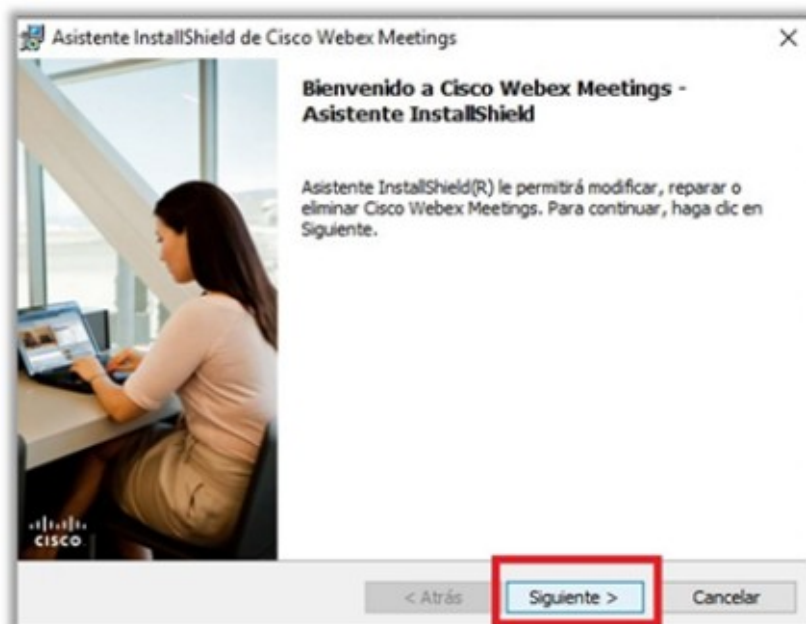 Asistente InstallShield de Cisco Webex Meetings
Bienvenido a Cisco Webex Meetings -
Asistente InstallShield
Asistente InstallShield(R) le permitirá modificar, reparar o
eliminar Cisco Webex Meetings. Para continuar, haga clic en
Siguiente.
CISCO
< Atrás
Siguiente >
Cancelar